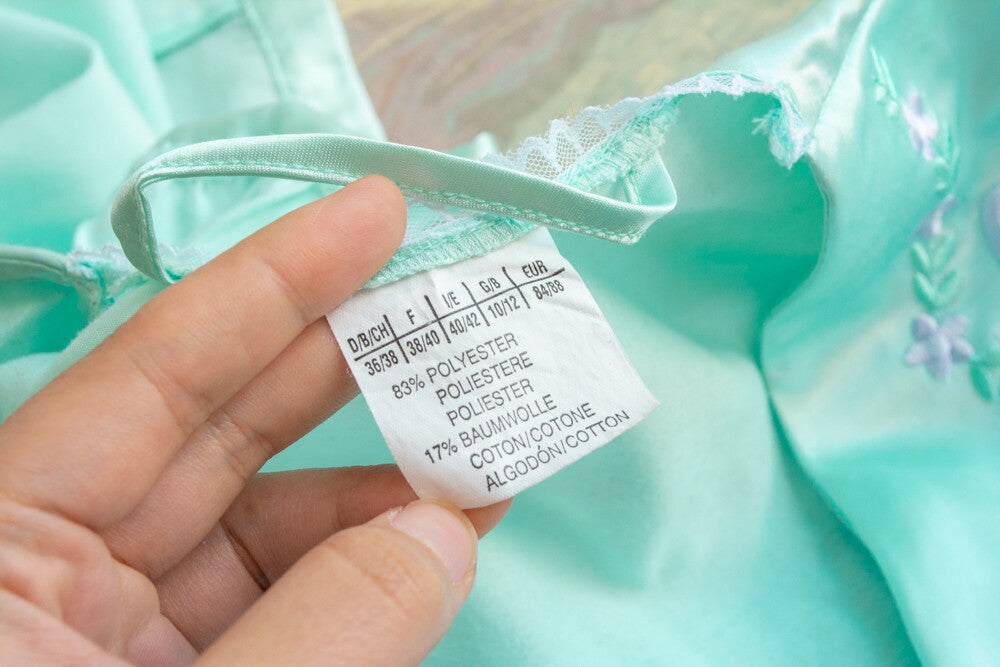 D/B/CH F I/E G/B EUR
36/38 38/40 40/42 10/12 84/88
83% POLYESTER
POLIESTERE
POLIESTER
17% BAUMWOLLE
COTON/COTONE
ALGODÓN/COTTON